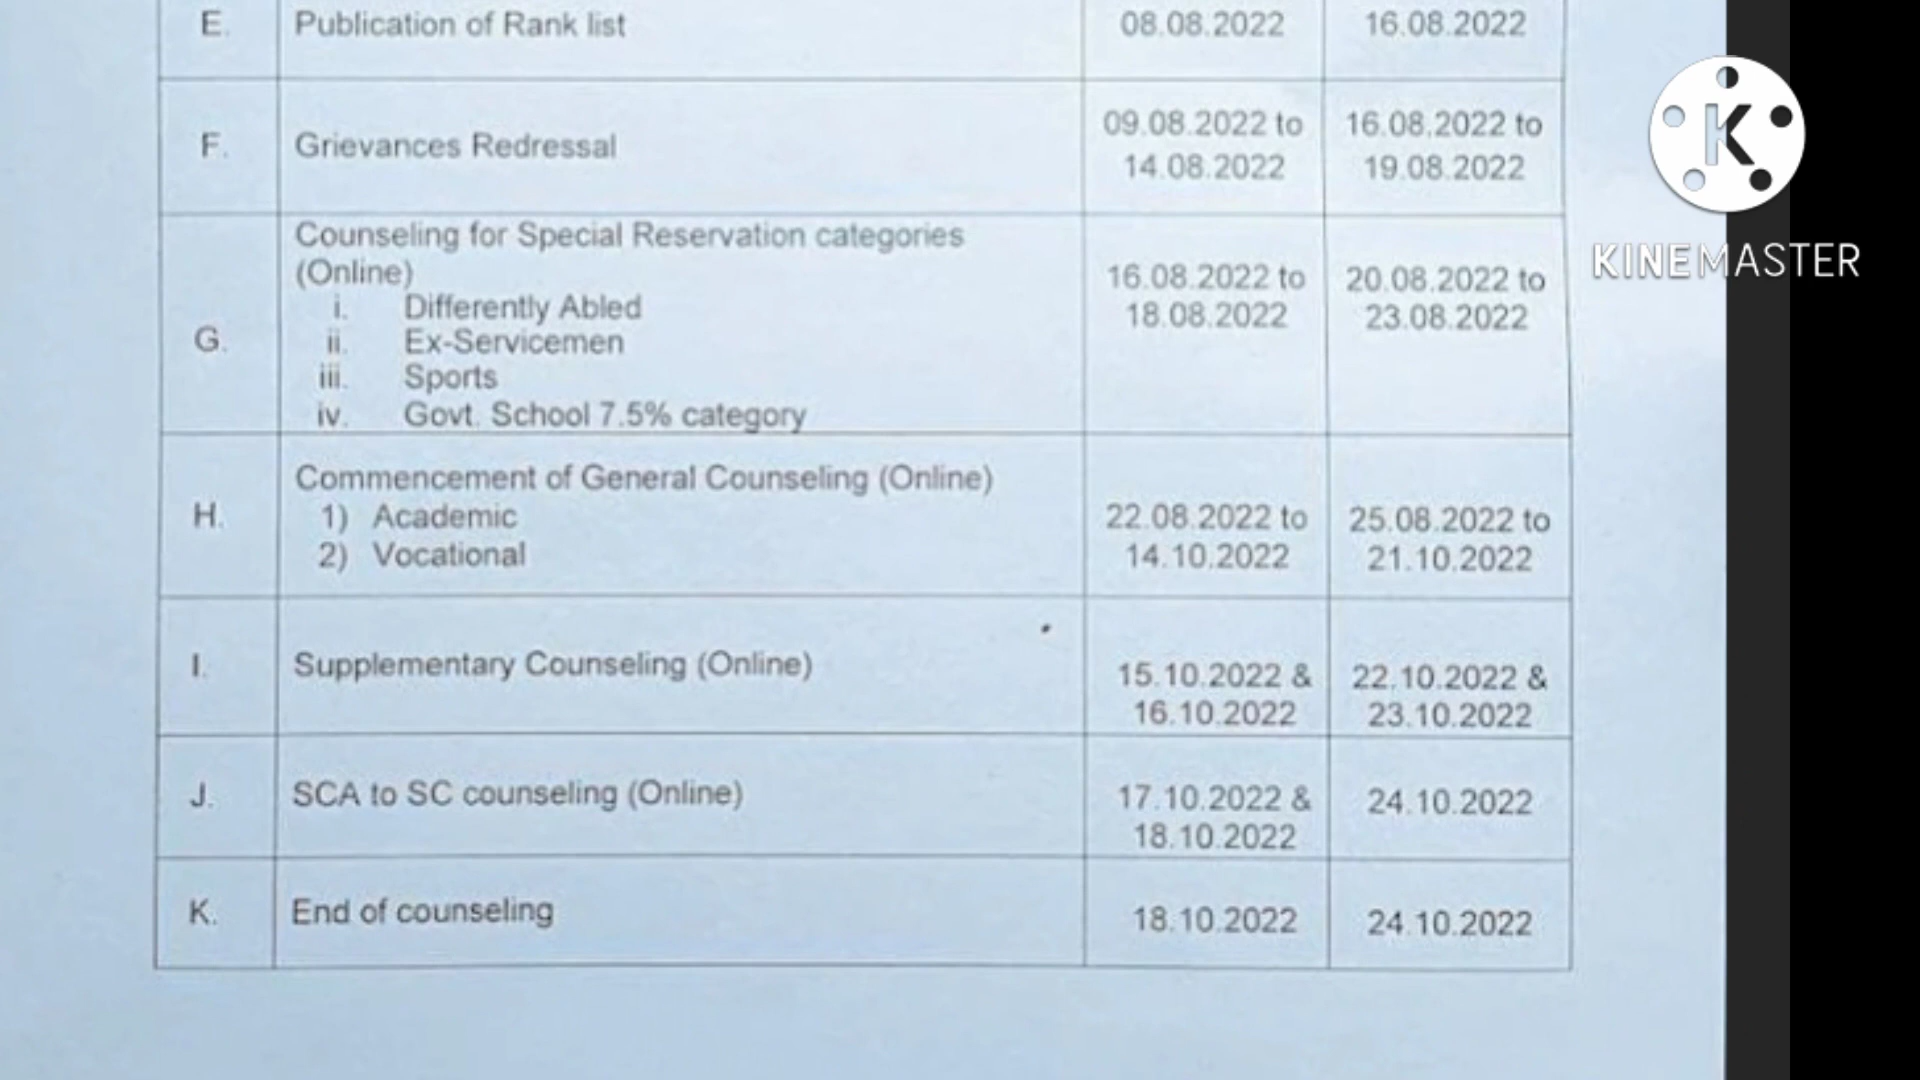 E. Publication of Rank list 08.08.2022 16.08.2022
F. Grievances Redressal 09.08.2022 to 14.08.2022 16.08.2022 to 19.08.2022
G. Counseling for Special Reservation categories
(Online)
i. Differently Abled
ii. Ex-Servicemen
iii. Sports
iv. Govt. School 7.5% category
16.08.2022 to 18.08.2022
20.08.2022 to 23.08.2022
H. Commencement of General Counseling (Online)
1) Academic
2) Vocational
22.08.2022 to 14.10.2022
25.08.2022 to 21.10.2022
I. Supplementary Counseling (Online)
15.10.2022 & 16.10.2022
22.10.2022 & 23.10.2022
J. SCA to SC counseling (Online)
17.10.2022 & 18.10.2022
24.10.2022
K. End of counseling 18.10.2022 24.10.2022
K
KINEMASTER